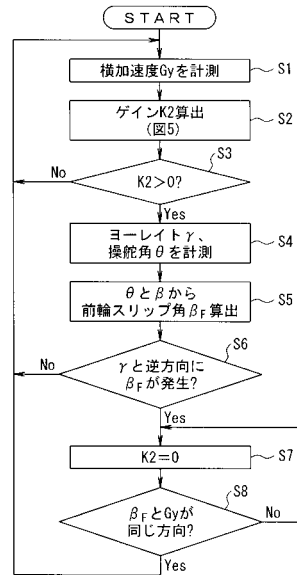 START
横加速度Gyを計測
S1
ゲインK2算出
(図5)
S2
K2>0?
S3
No
Yes
ヨーレイトγ、
操舵角θを計測
S4
θとβから
前輪スリップ角βF算出
S5
γと逆方向に
βFが発生?
S6
No
Yes
K2=0
S7
βFとGyが
同じ方向?
S8
No
Yes